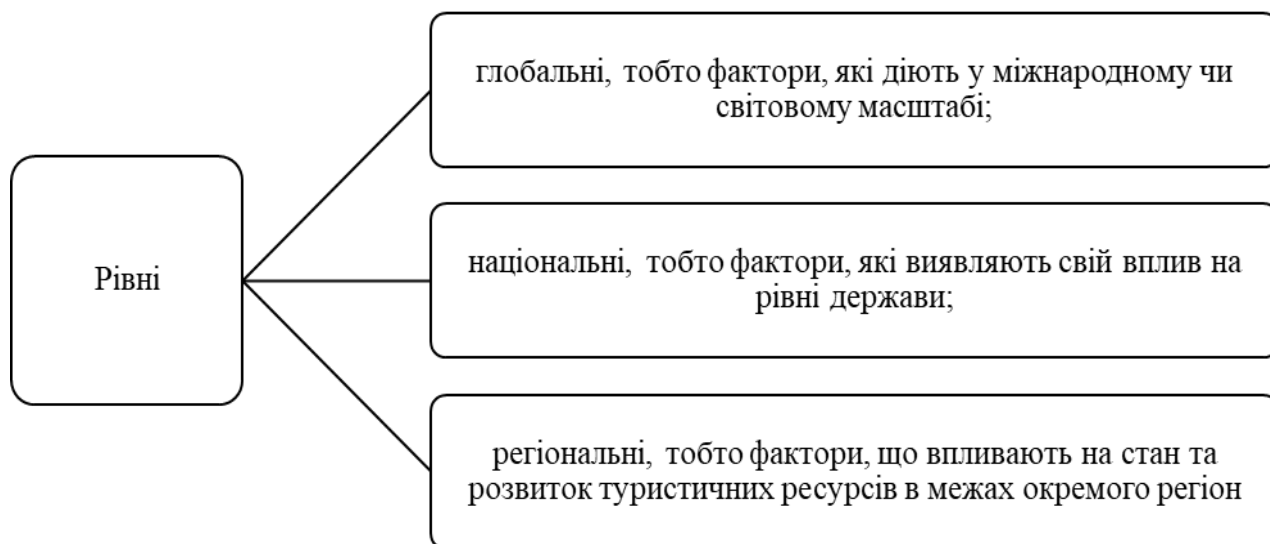 Рівні
глобальні, тобто фактори, які діють у міжнародному чи
світовому масштабі;
національні, тобто фактори, які виявляють свій вплив на
рівні держави;
регіональні, тобто фактори, що впливають на стан та
розвиток туристичних ресурсів в межах окремого регіон